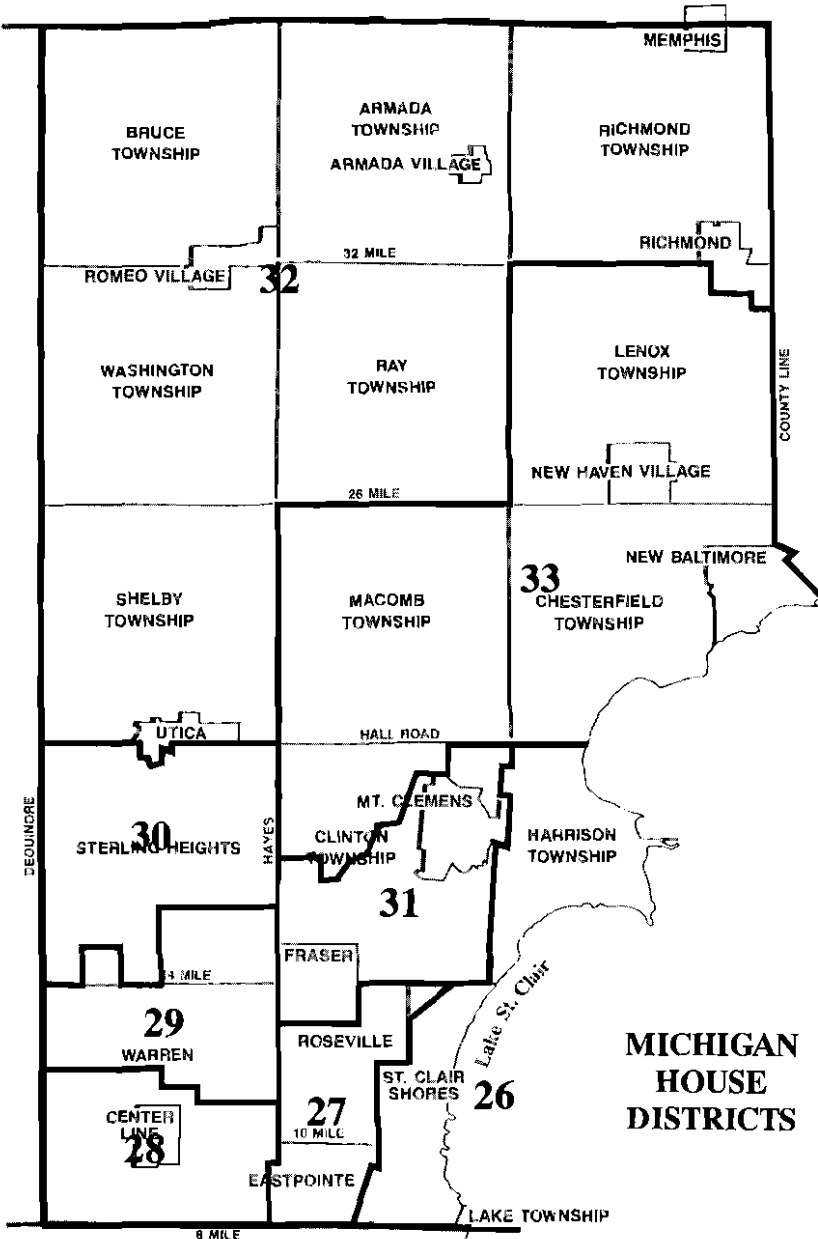 MEMPHIS
ARMADA
TOWNSHIP
BRUCE
TOWNSHIP
RICHMOND
TOWNSHIP
ARMADA VILLAGE
RICHMOND
32 MILE
ROMEO VILLAGE
32
LENOX
TOWNSHIP
RAY
TOWNSHIP
WASHINGTON
TOWNSHIP
COUNTY LINE
NEW HAVEN VILLAGE
26 MILE
NEW BALTIMORE
33
SHELBY
TOWNSHIP
MACOMB
TOWNSHIP
CHESTERFIELD
TOWNSHIP
UTICA
HALL ROAD
MT. CLEMENS
DEQUINDRE
30
STERLING HEIGHTS
HAYES
CLINTON
TOWNSHIP
HARRISON
TOWNSHIP
31
FRASER
14 MILE
Lake St. Clair
29
WARREN
ROSEVILLE
ST. CLAIR
SHORES
26
MICHIGAN
HOUSE
DISTRICTS
CENTER
LINE
28
27
10 MILE
EASTPOINTE
LAKE TOWNSHIP
8 MILE